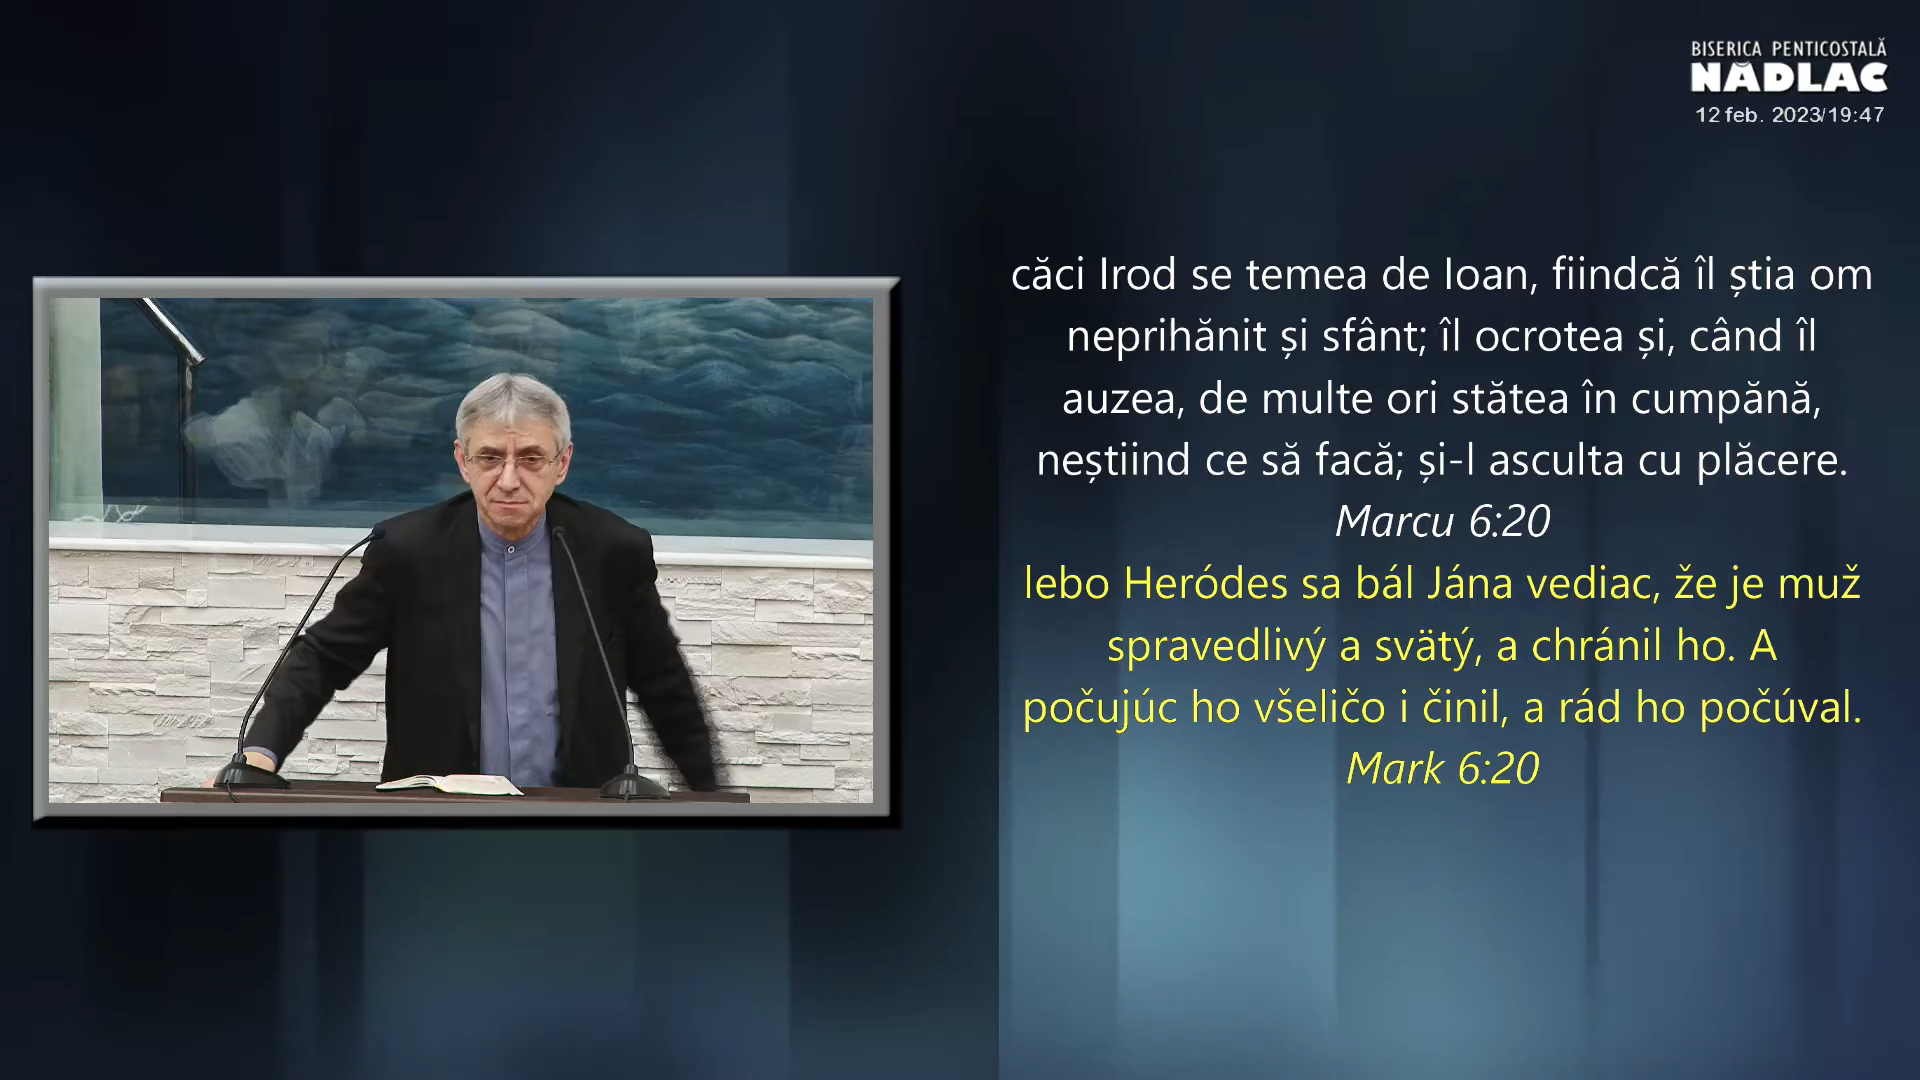 BISERICA PENTICOSTALĂ
NĂDLAC
12 feb. 2023/19:47
căci Irod se temea de Ioan, fiindcă îl știa om
neprihănit și sfânt; îl ocrotea și, când îl
auzea, de multe ori stătea în cumpănă,
neștiind ce să facă; și-l asculta cu plăcere.
Marcu 6:20
lebo Heródes sa bál Jána vediac, že je muž
spravedlivý a svätý, a chránil ho. A
počujúc ho všeličo i činil, a rád ho počúval.
Mark 6:20